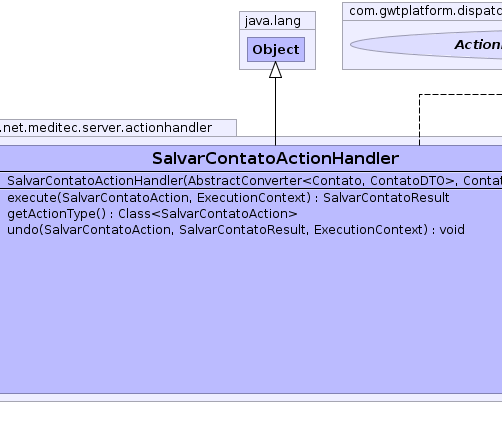 java.lang
Object
com.gwtplatform.dispatc
Action
.net.meditec.server.actionhandler
SalvarContatoActionHandler
SalvarContatoActionHandler(AbstractConverter<Contato, ContatoDTO>, Contat
execute(SalvarContatoAction, ExecutionContext) : SalvarContatoResult
getActionType() : Class<SalvarContatoAction>
undo(SalvarContatoAction, SalvarContatoResult, ExecutionContext) : void